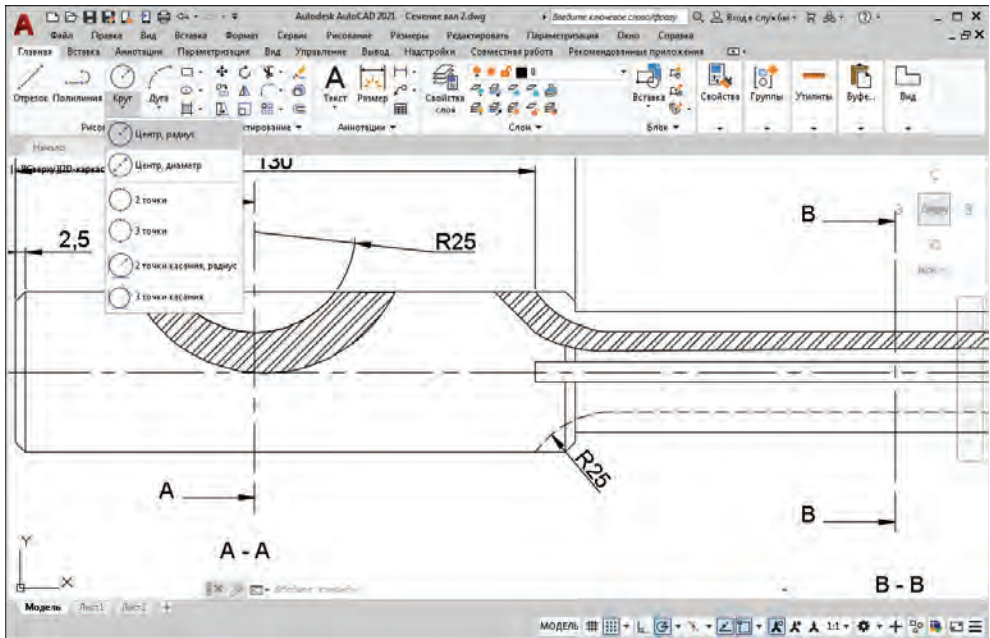 Autodesk AutoCAD 2021 Сечение вал 2.dwg
Введите ключевое слово/фразу
Вход в службы
Файл Правка Вид Вставка Формат Сервис Рисование Размеры Редактировать Параметризация Окно Справка
Главная Вставка Аннотации Параметризация Вид Управление Вывод Надстройки Совместная работа Рекомендованные приложения
Отрезок Полилиния Круг Дуга
Текст Размер
Свойства слоя
0
Вставка
Свойства Группы Утилиты Буфе... Вид
Рисо
Аннотации
Слои
Блок
Начало
Центр, радиус
Центр, диаметр
2 точки
3 точки
2 точки касания, радиус
3 точки касания
130
2,5
R25
B
R25
A
B
A - A
B - B
Y
X
Введите команду
Модель Лист1 Лист2 +
МОДЕЛЬ
1:1